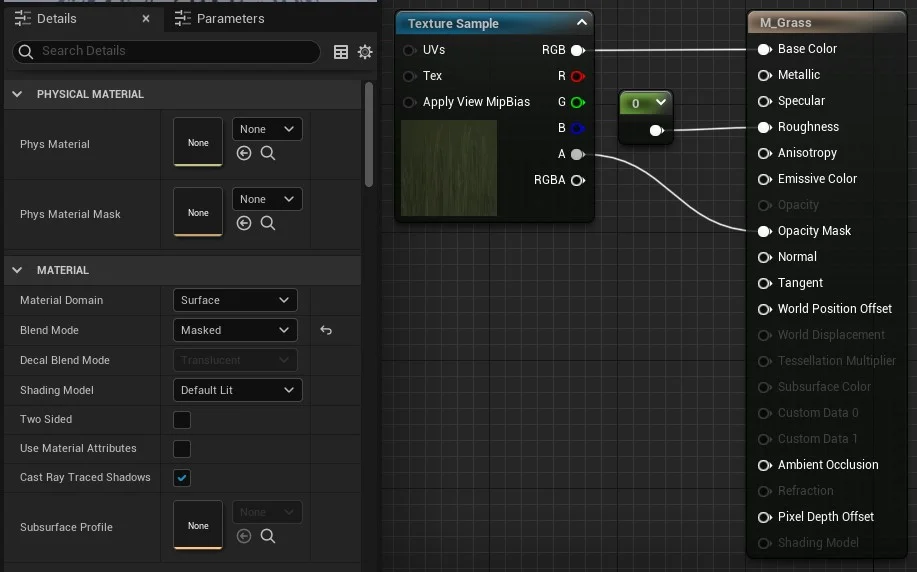 Details
Parameters
Search Details
PHYSICAL MATERIAL
Phys Material
None
None
Phys Material Mask
None
None
MATERIAL
Material Domain
Surface
Blend Mode
Masked
Decal Blend Mode
Translucent
Shading Model
Default Lit
Two Sided
Use Material Attributes
Cast Ray Traced Shadows
Subsurface Profile
None
None
Texture Sample
UVs
RGB
Tex
R
Apply View MipBias
G
B
A
RGBA
0
M_Grass
Base Color
Metallic
Specular
Roughness
Anisotropy
Emissive Color
Opacity
Opacity Mask
Normal
Tangent
World Position Offset
World Displacement
Tessellation Multiplier
Subsurface Color
Custom Data 0
Custom Data 1
Ambient Occlusion
Refraction
Pixel Depth Offset
Shading Model